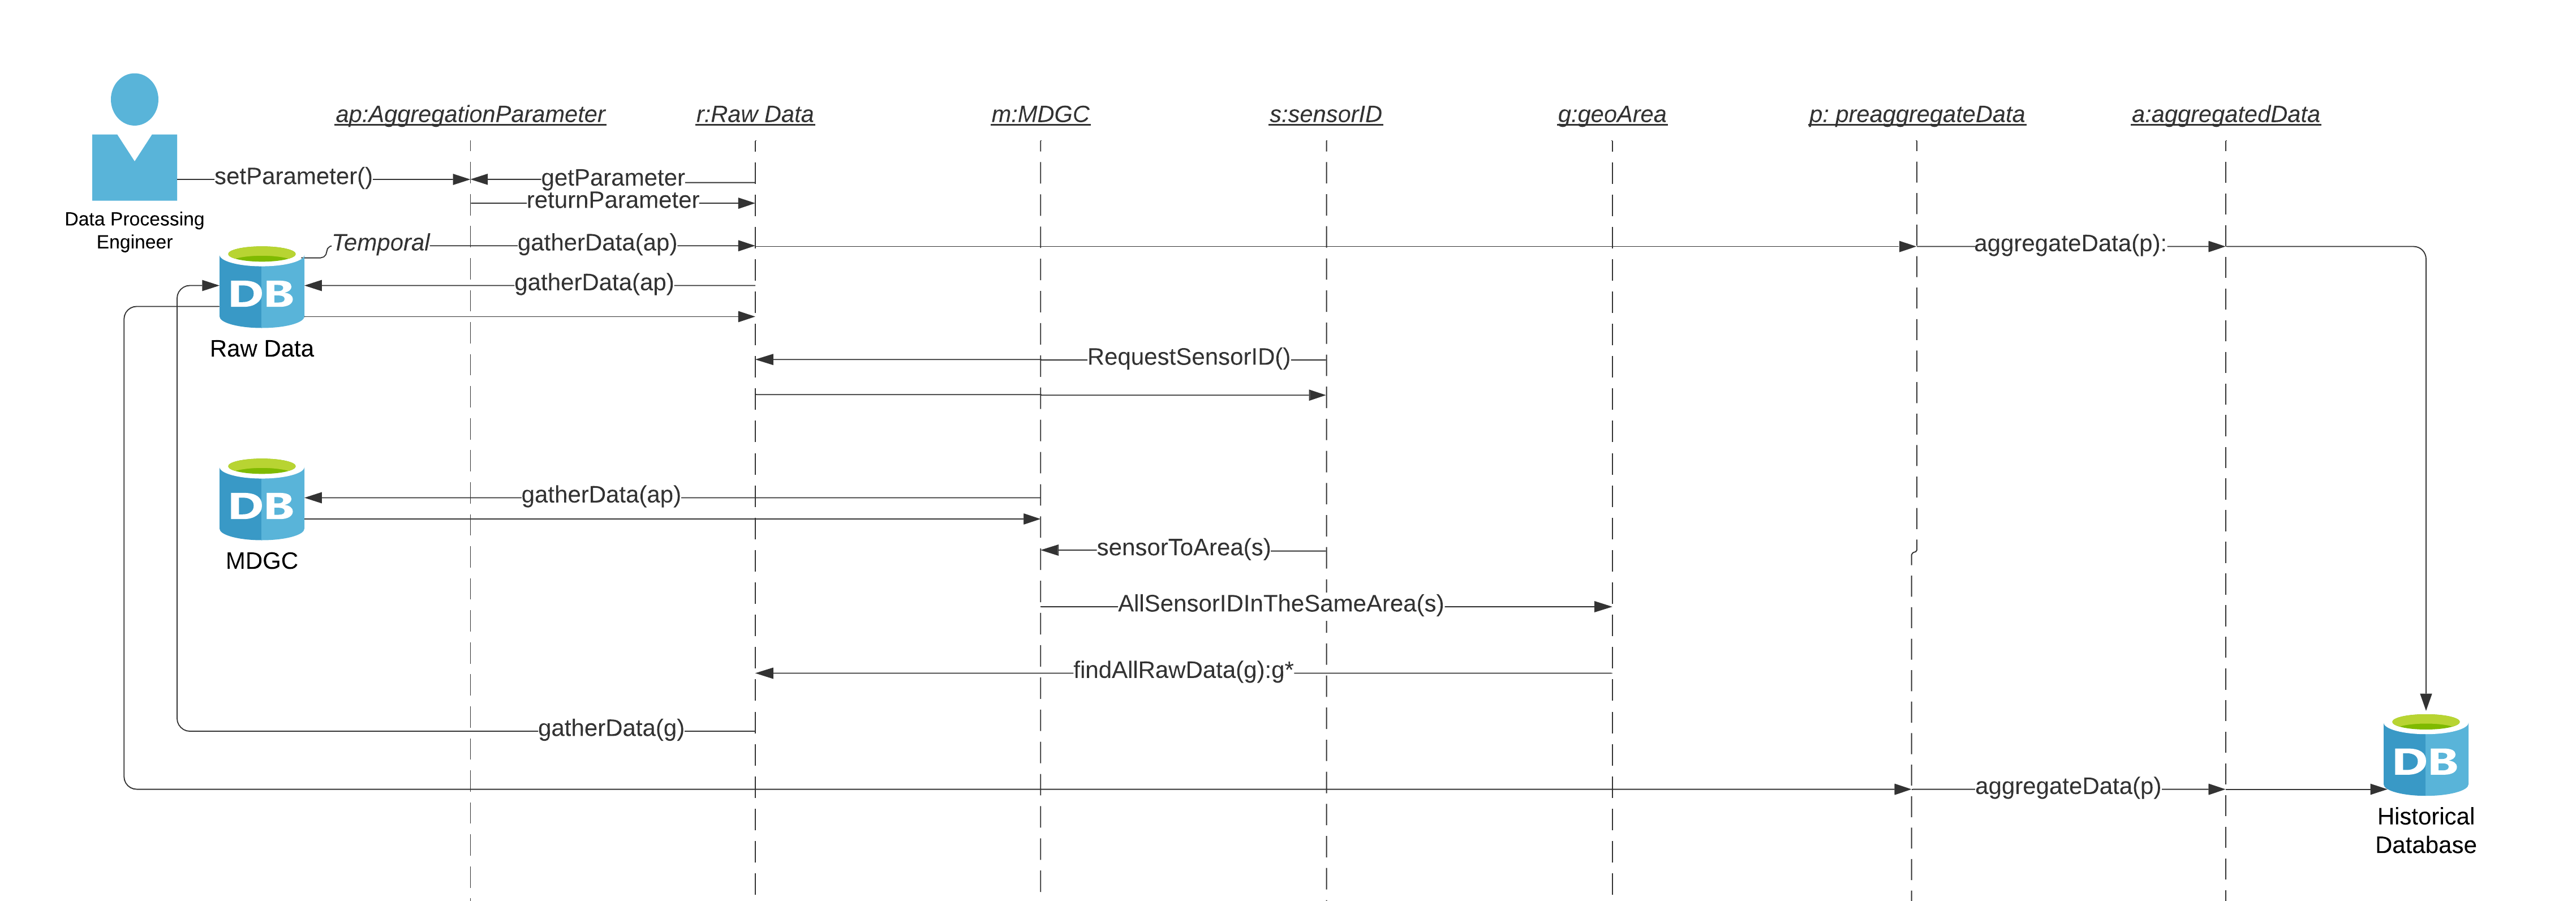 ap:AggregationParameter
r:Raw Data
m:MDGC
s:sensorID
g:geoArea
p: preaggregateData
a:aggregatedData
setParameter()
getParameter
returnParameter
Data Processing
Engineer
Temporal
gatherData(ap)
aggregateData(p):
DB
gatherData(ap)
Raw Data
RequestSensorID()
DB
gatherData(ap)
MDGC
sensorToArea(s)
AllSensorIDInTheSameArea(s)
findAllRawData(g):g*
gatherData(g)
DB
aggregateData(p)
Historical
Database